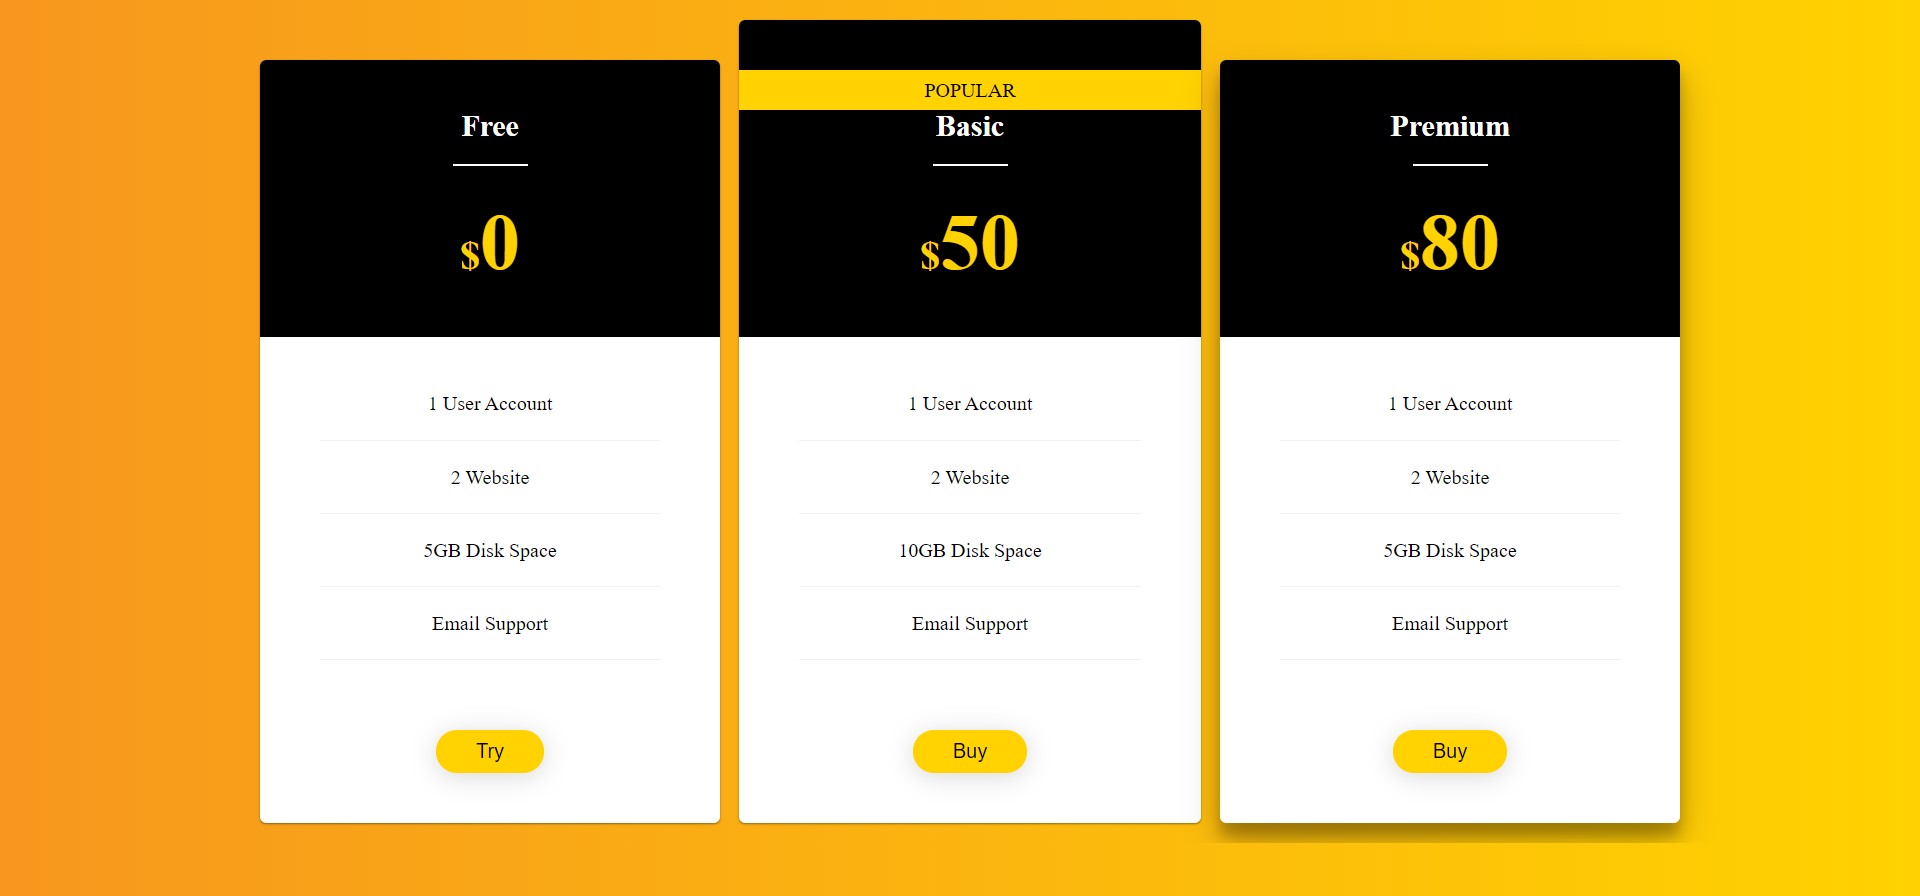 Free
$0
1 User Account
2 Website
5GB Disk Space
Email Support
Try
POPULAR
Basic
$50
1 User Account
2 Website
10GB Disk Space
Email Support
Buy
Premium
$80
1 User Account
2 Website
5GB Disk Space
Email Support
Buy